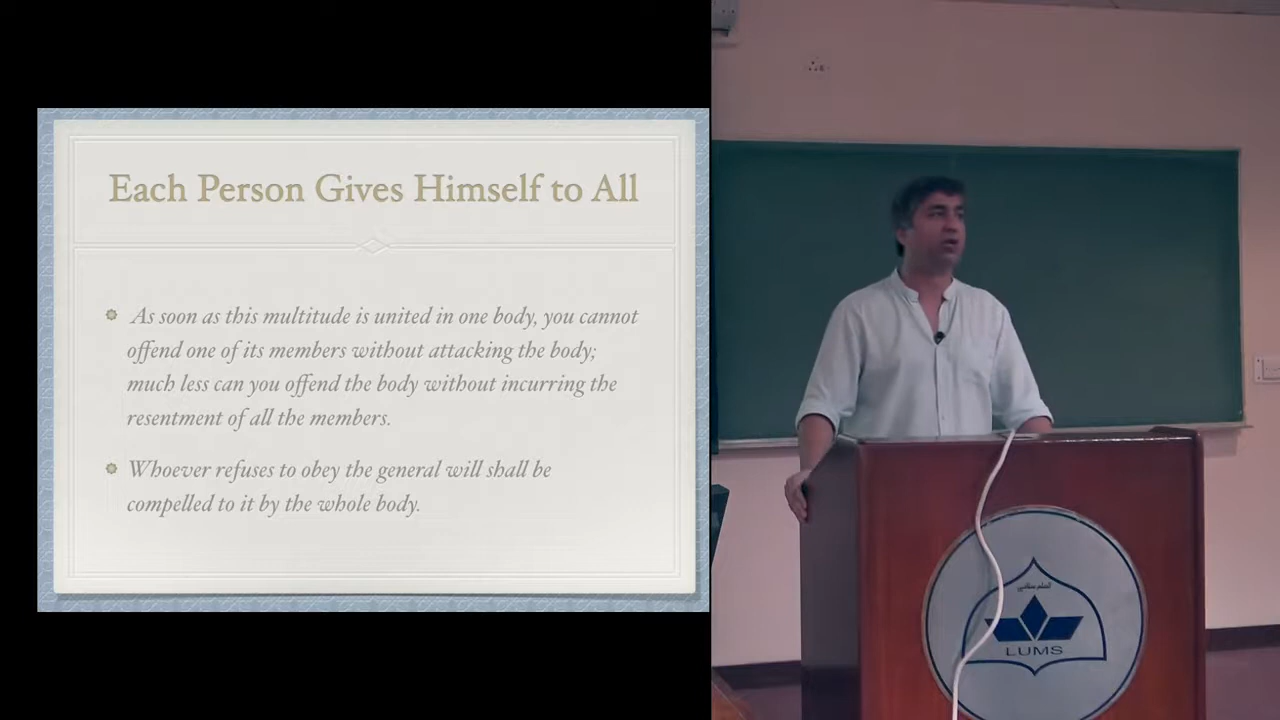 Each Person Gives Himself to All
As soon as this multitude is united in one body, you cannot
offend one of its members without attacking the body;
much less can you offend the body without incurring the
resentment of all the members.
Whoever refuses to obey the general will shall be
compelled to it by the whole body.
LUMS